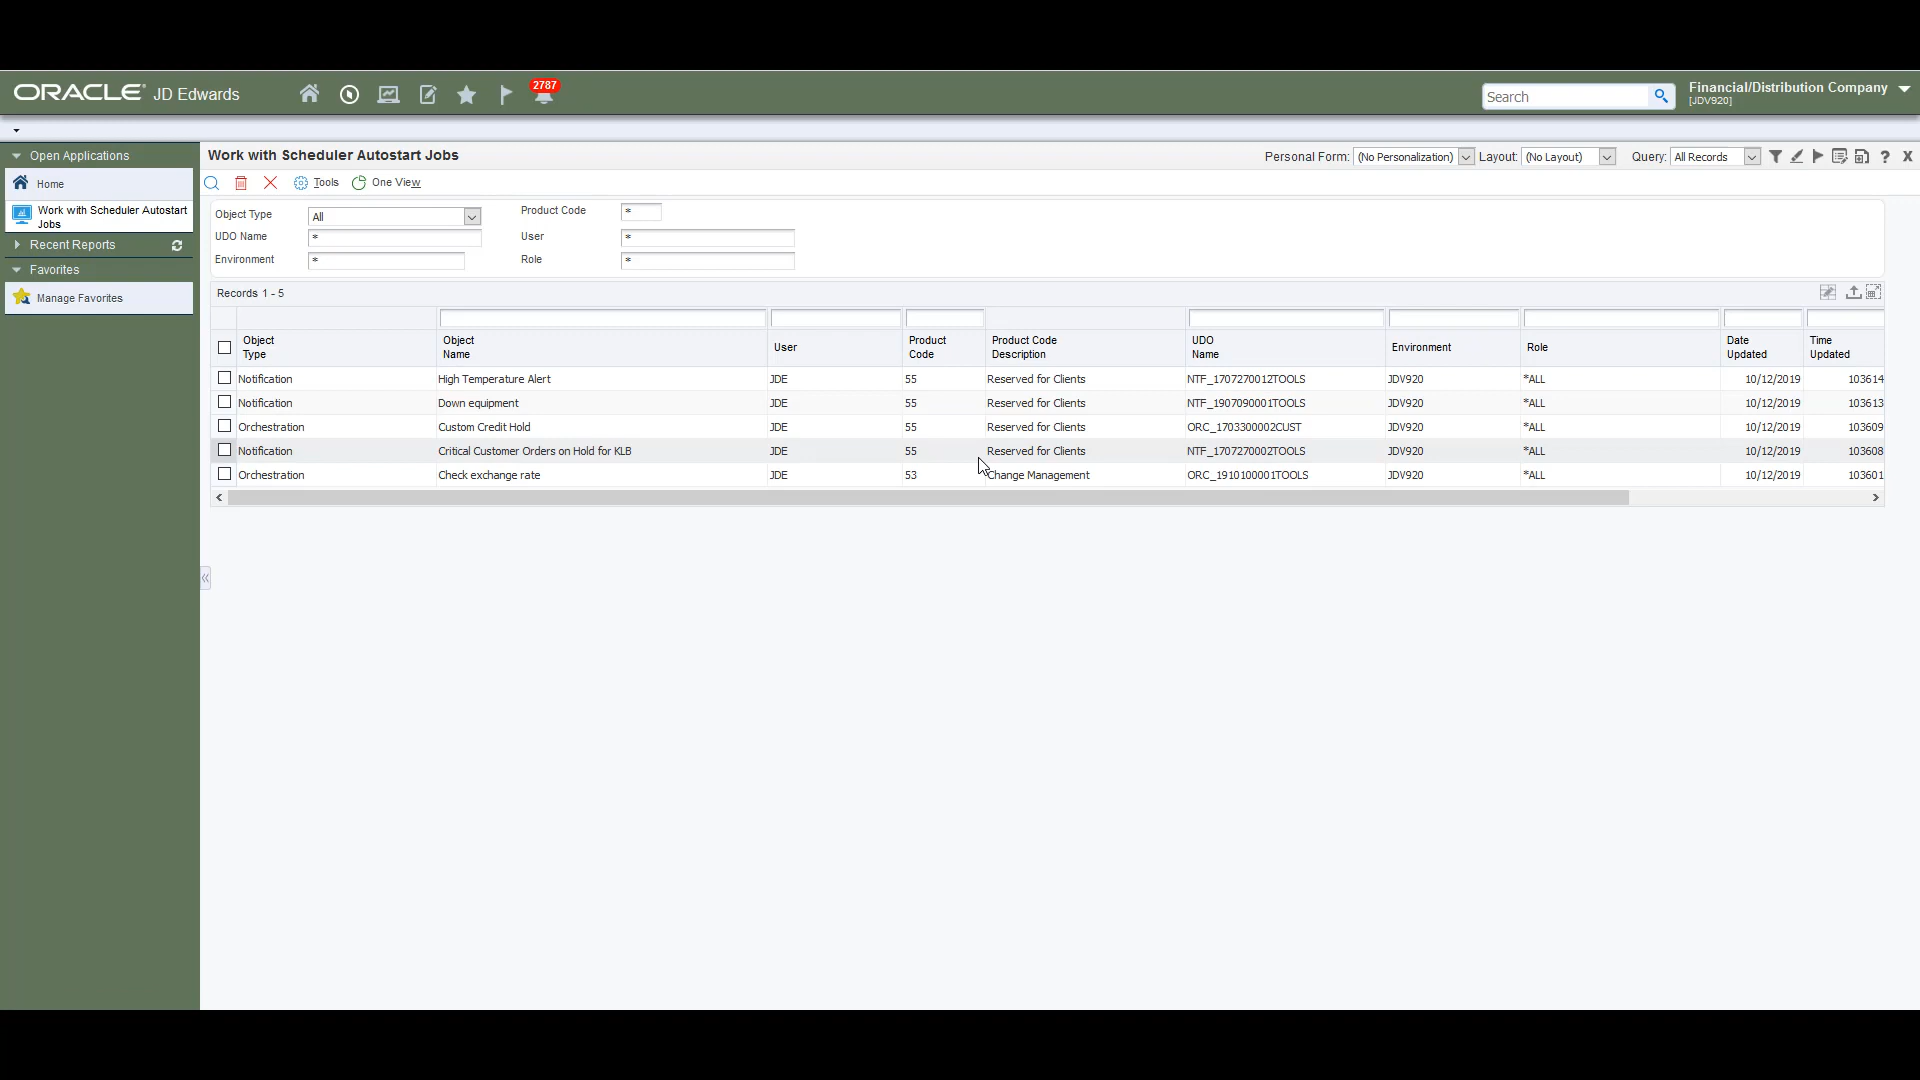 ORACLE JD Edwards
2787
Search
Financial/Distribution Company
[JDV920]
Open Applications
Home
Work with Scheduler Autostart
Jobs
Recent Reports
Favorites
Manage Favorites
Work with Scheduler Autostart Jobs
Personal Form: (No Personalization) Layout: (No Layout) Query: All Records
Tools One View
Object Type All Product Code *
UDO Name * User *
Environment * Role *
Records 1 - 5
Object Type Object Name User Product Code Product Code Description UDO Name Environment Role Date Updated Time Updated
Notification High Temperature Alert JDE 55 Reserved for Clients NTF_1707270012TOOLS JDV920 *ALL 10/12/2019 103614
Notification Down equipment JDE 55 Reserved for Clients NTF_1907090001TOOLS JDV920 *ALL 10/12/2019 103613
Orchestration Custom Credit Hold JDE 55 Reserved for Clients ORC_1703300002CUST JDV920 *ALL 10/12/2019 103609
Notification Critical Customer Orders on Hold for KLB JDE 55 Reserved for Clients NTF_1707270002TOOLS JDV920 *ALL 10/12/2019 103608
Orchestration Check exchange rate JDE 53 Change Management ORC_1910100001TOOLS JDV920 *ALL 10/12/2019 103601